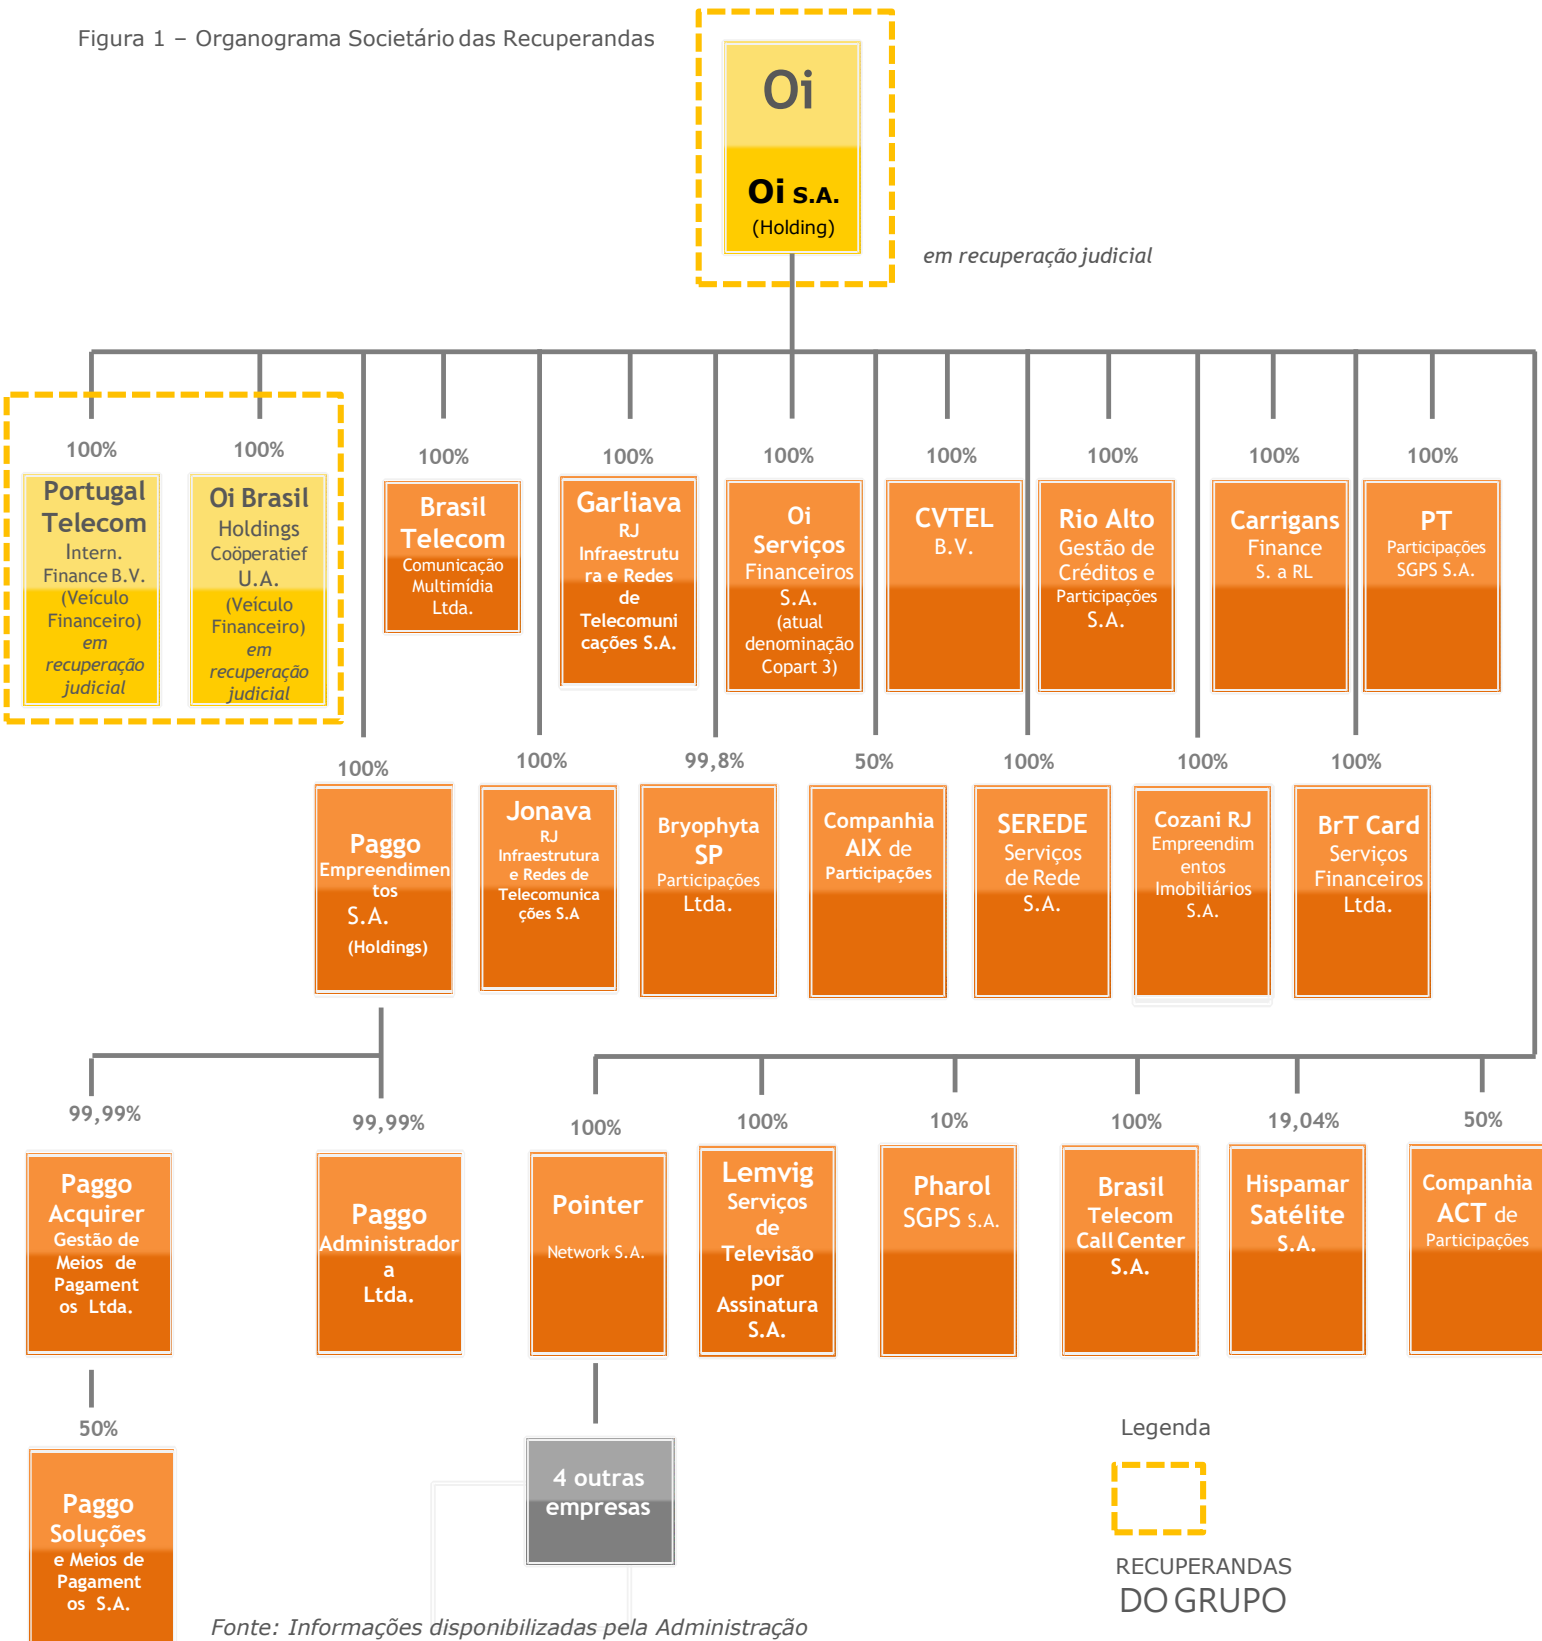 Figura 1 – Organograma Societário das Recuperandas
Oi
Oi S.A.
(Holding)
em recuperação judicial
100%
Portugal
Telecom
Intern.
Finance B.V.
(Veículo
Financeiro)
em
recuperação
judicial
100%
Oi Brasil
Holdings
Coöperatief
U.A.
(Veículo
Financeiro)
em
recuperação
judicial
100%
Brasil
Telecom
Comunicação
Multimídia
Ltda.
100%
Garliava
RJ
Infraestrutu
ra e Redes
de
Telecomuni
cações S.A.
100%
Oi
Serviços
Financeiros
S.A.
(atual
denominação
Copart 3)
100%
CVTEL
B.V.
100%
Rio Alto
Gestão de
Créditos e
Participações
S.A.
100%
Carrigans
Finance
S. a RL
100%
PT
Participações
SGPS S.A.
100%
Paggo
Empreendimen
tos
S.A.
(Holdings)
100%
Jonava
RJ
Infraestrutura
e Redes de
Telecomunica
ções S.A
99,8%
Bryophyta
SP
Participações
Ltda.
50%
Companhia
AIX de
Participações
100%
SEREDE
Serviços
de Rede
S.A.
100%
Cozani RJ
Empreendim
entos
Imobiliários
S.A.
100%
BrT Card
Serviços
Financeiros
Ltda.
99,99%
Paggo
Acquirer
Gestão de
Meios de
Pagament
os Ltda.
99,99%
Paggo
Administrador
a
Ltda.
100%
Pointer
Network S.A.
100%
Lemvig
Serviços
de
Televisão
por
Assinatura
S.A.
10%
Pharol
SGPS S.A.
100%
Brasil
Telecom
Call Center
S.A.
19,04%
Hispamar
Satélite
S.A.
50%
Companhia
ACT de
Participações
50%
Paggo
Soluções
e Meios de
Pagament
os S.A.
4 outras
empresas
Legenda
RECUPERANDAS
DO GRUPO
Fonte: Informações disponibilizadas pela Administração